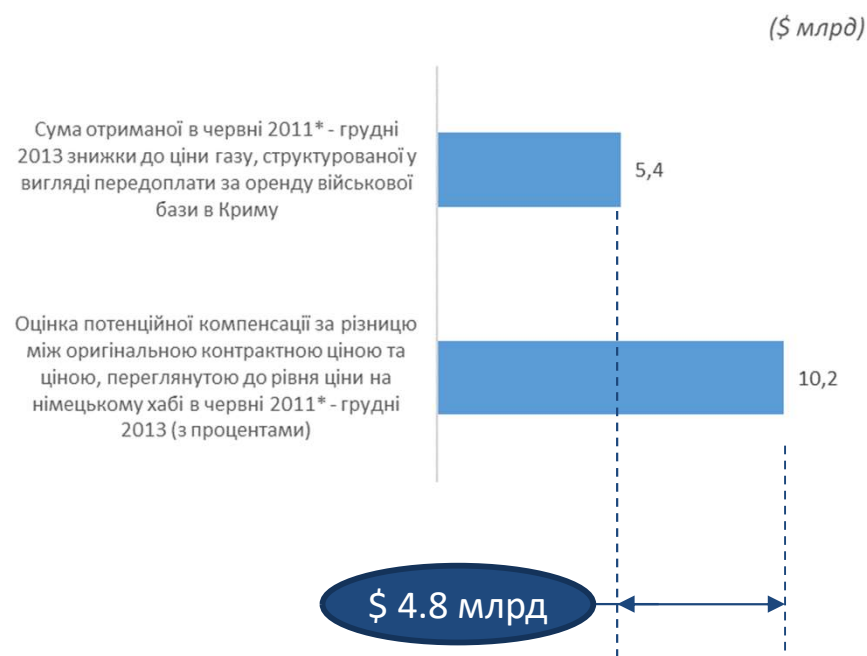 ($ млрд)
Сума отриманої в червні 2011* - грудні
2013 знижки до ціни газу, структурованої у
вигляді передоплати за оренду військової
бази в Криму
5,4
Оцінка потенційної компенсації за різницю
між оригінальною контрактною ціною та
ціною, переглянутою до рівня ціни на
німецькому хабі в червні 2011* - грудні
2013 (з процентами)
10,2
$ 4.8 млрд